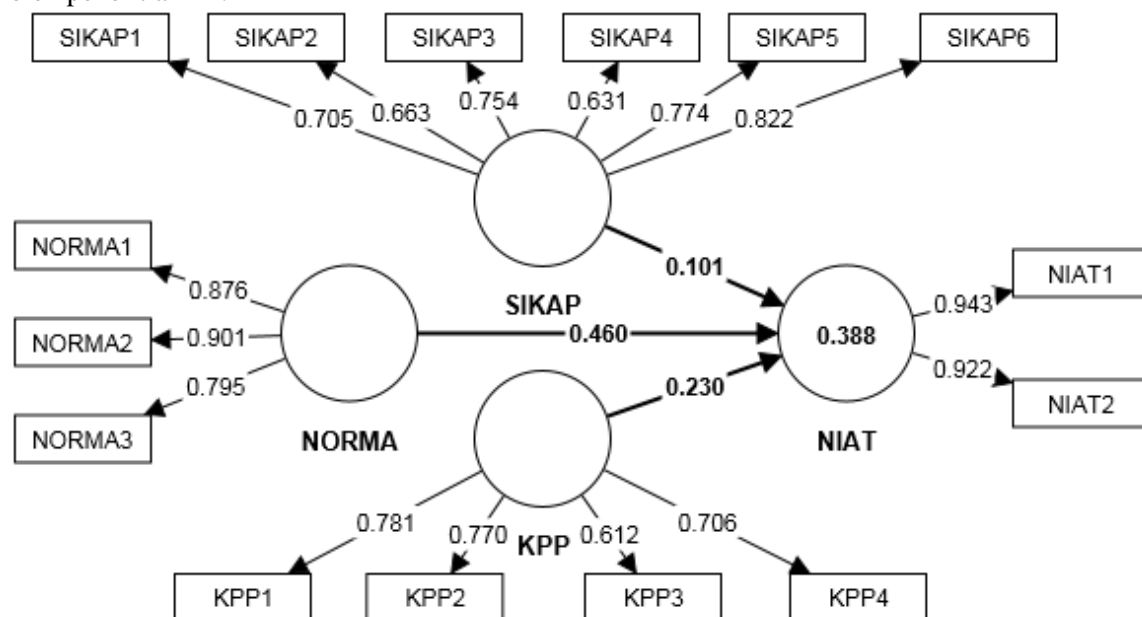 SIKAP1 SIKAP2 SIKAP3 SIKAP4 SIKAP5 SIKAP6
0.705 0.663 0.754 0.631 0.774 0.822
NORMA1
0.876
NORMA2
0.901
NORMA3
0.795
NORMA
SIKAP
0.101
0.460
0.230
0.388
NIAT
0.943
NIAT1
0.922
NIAT2
KPP
0.781 0.770 0.612 0.706
KPP1 KPP2 KPP3 KPP4